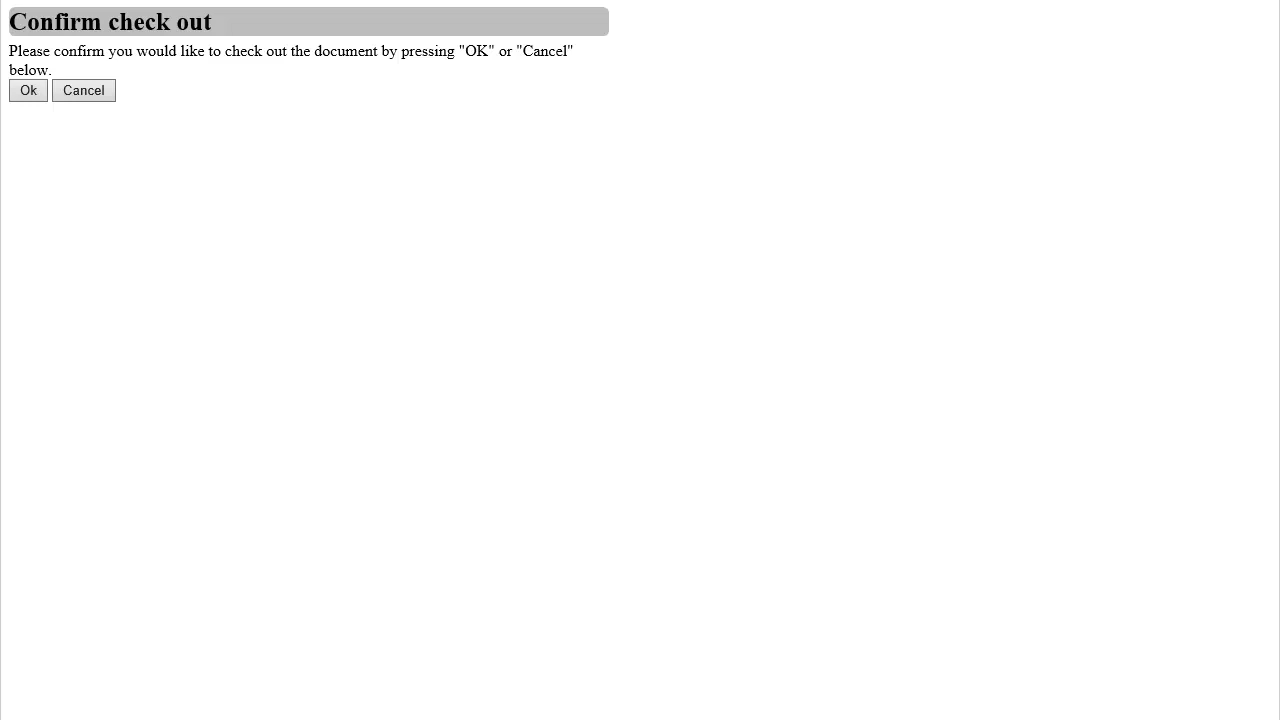 Confirm check out
Please confirm you would like to check out the document by pressing "OK" or "Cancel"
below.
Ok Cancel